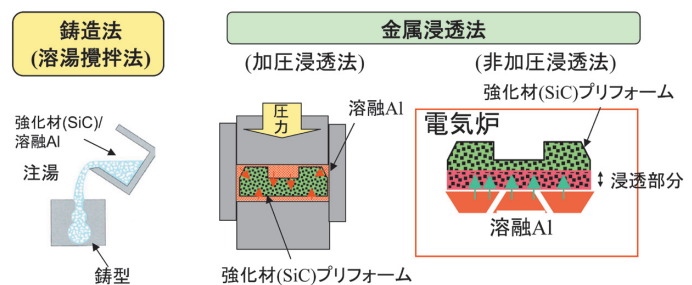 鋳造法
(溶湯攪拌法)
金属浸透法
(加圧浸透法)
(非加圧浸透法)
強化材(SiC)/
溶融Al
注湯
鋳型
圧力
溶融Al
強化材(SiC)プリフォーム
強化材(SiC)プリフォーム
電気炉
浸透部分
溶融Al